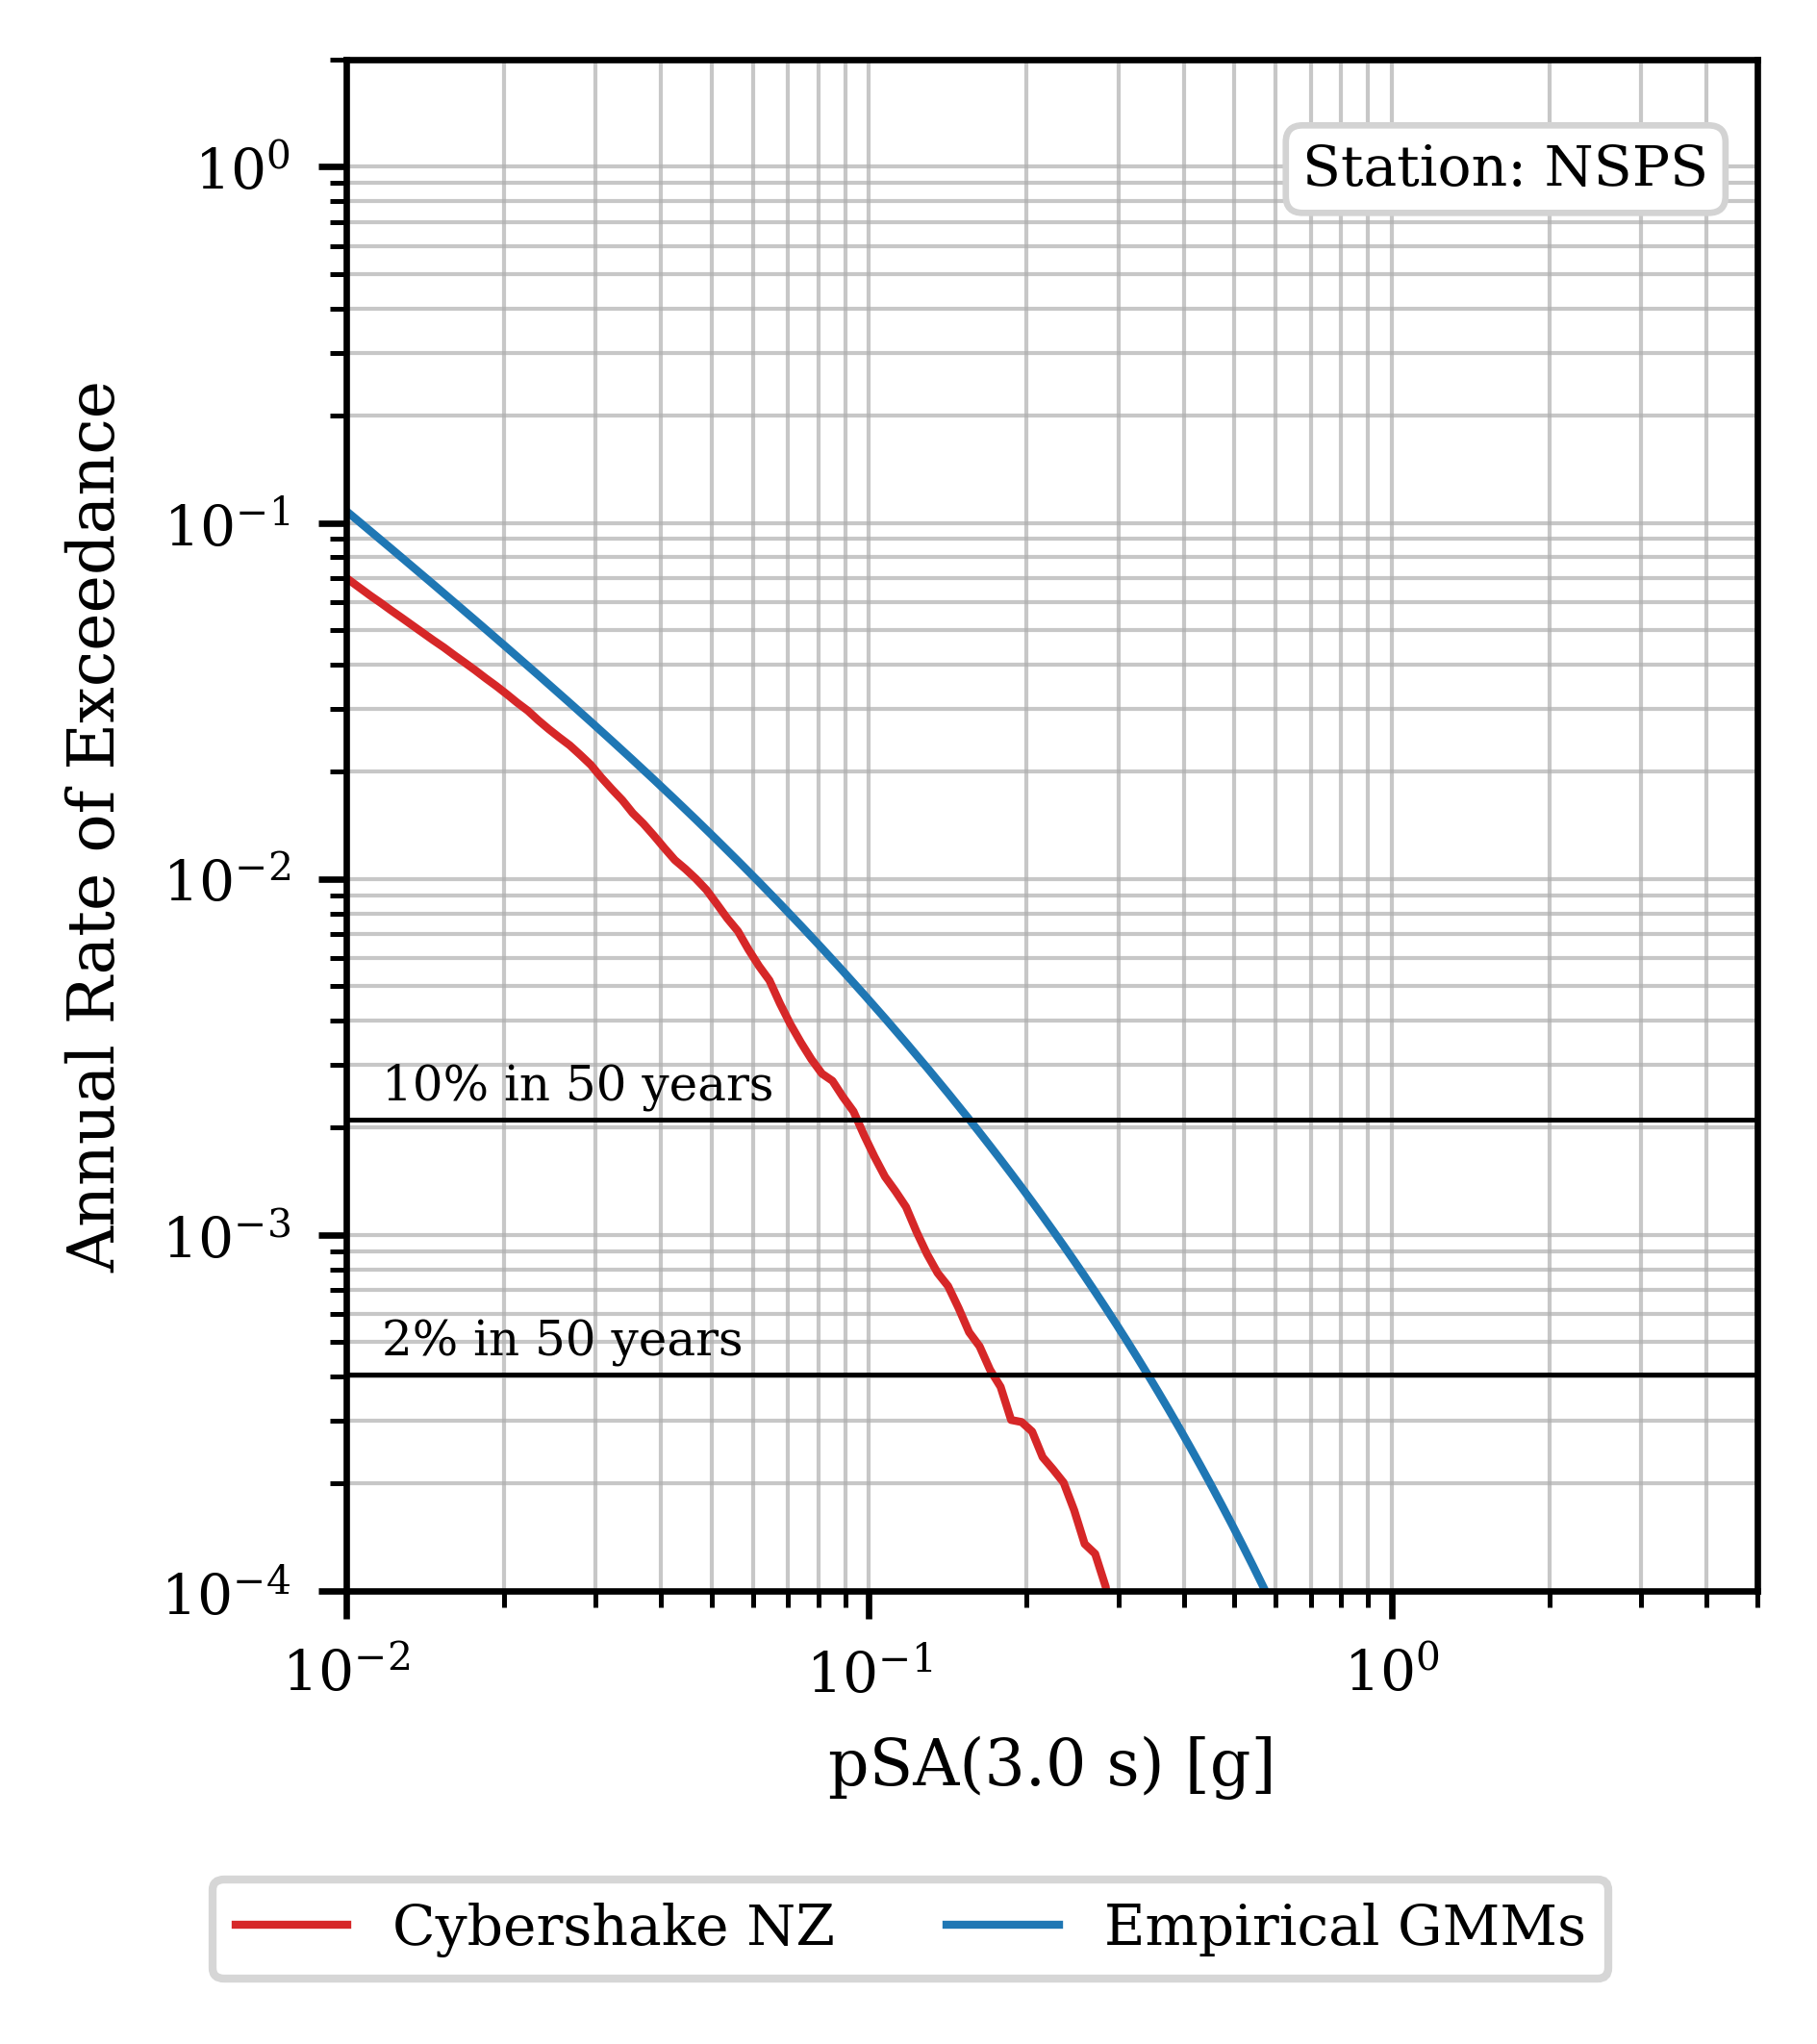 Station: NSPS
10⁰
10⁻¹
10⁻²
10⁻³
10⁻⁴
Annual Rate of Exceedance
10% in 50 years
2% in 50 years
10⁻² 10⁻¹ 10⁰
pSA(3.0 s) [g]
Cybershake NZ Empirical GMMs